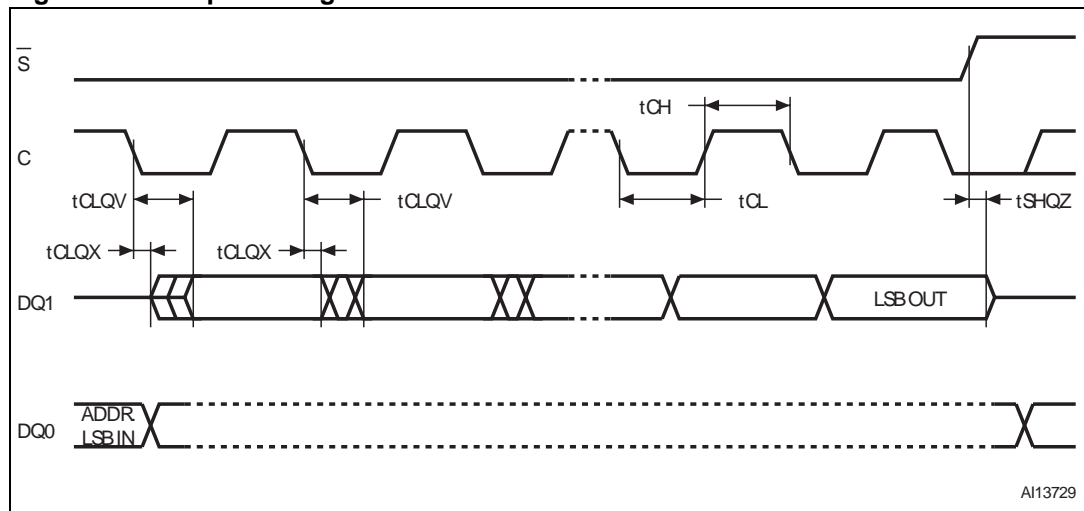 S
tCH
C
tCLQV
tCLQV
tCL
tSHQZ
tCLQX
tCLQX
DQ1
LSB OUT
ADDR.
DQ0
LSB IN
AI13729